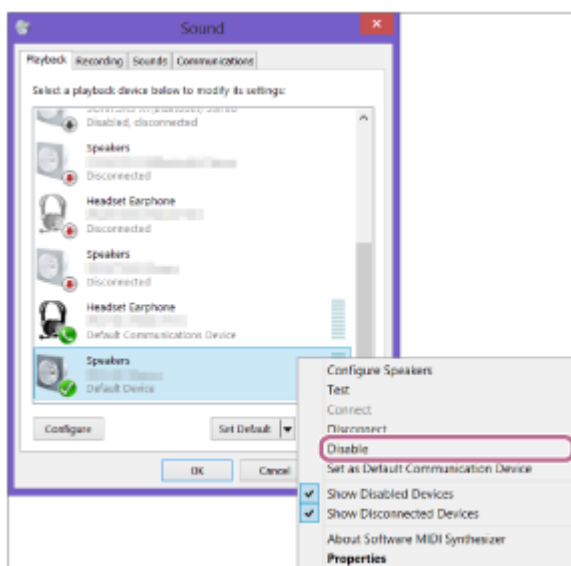 Sound
Playback Recording Sounds Communications
Select a playback device below to modify its settings:
Disabled, disconnected
Speakers
Disconnected
Headset Earphone
Disconnected
Speakers
Disconnected
Headset Earphone
Default Communications Device
Speakers
Default Device
Configure Set Default
OK Cancel
Configure Speakers
Test
Connect
Disconnect
Disable
Set as Default Communication Device
Show Disabled Devices
Show Disconnected Devices
About Software MIDI Synthesizer
Properties